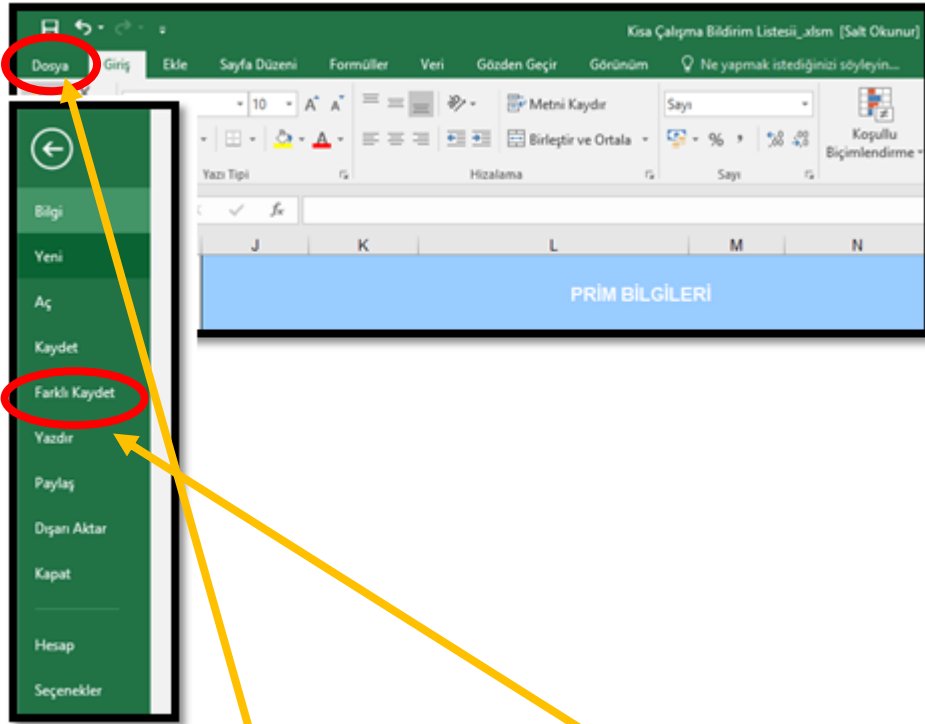 Kisa Çalışma Bildirim Listesii_.xlsm [Salt Okunur]
Dosya Giriş Ekle Sayfa Düzeni Formüller Veri Gözden Geçir Görünüm Ne yapmak istediğinizi söyleyin...
10 Metni Kaydır Sayı
Birleştir ve Ortala % Koşullu
Biçimlendirme
Yazı Tipi Hizalama Sayı
fx
J K L M N
PRİM BİLGİLERİ
Bilgi
Yeni
Aç
Kaydet
Farklı Kaydet
Yazdır
Paylaş
Dışarı Aktar
Kapat
Hesap
Seçenekler